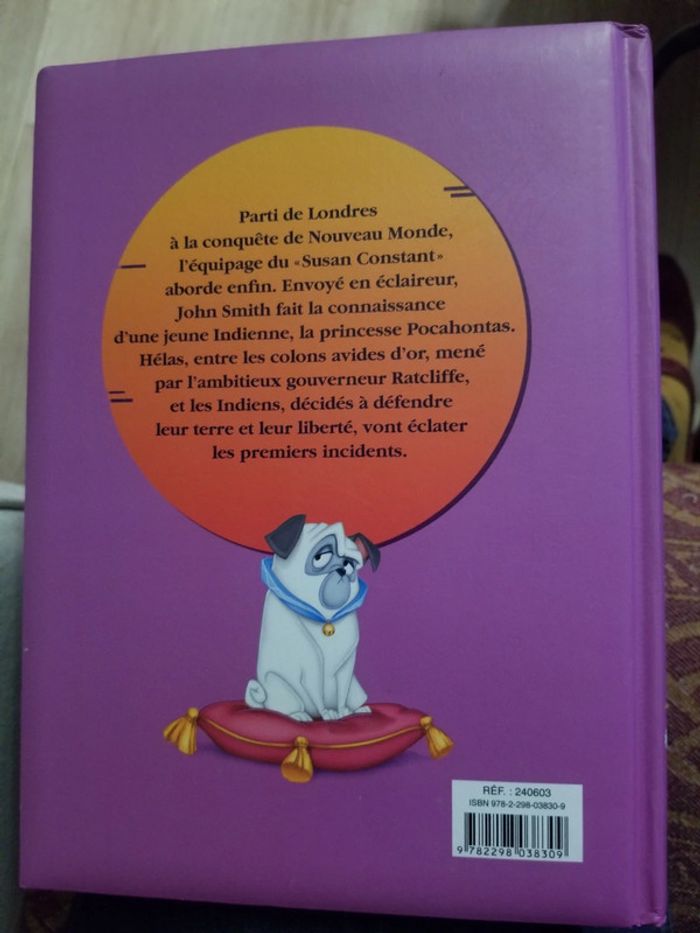 Parti de Londres
à la conquête de Nouveau Monde,
l'équipage du «Susan Constant»
aborde enfin. Envoyé en éclaireur,
John Smith fait la connaissance
d'une jeune Indienne, la princesse Pocahontas.
Hélas, entre les colons avides d'or, mené
par l'ambitieux gouverneur Ratcliffe,
et les Indiens, décidés à défendre
leur terre et leur liberté, vont éclater
les premiers incidents.
RÉF. : 240603
ISBN 978-2-298-03830-9
9 782298 038309